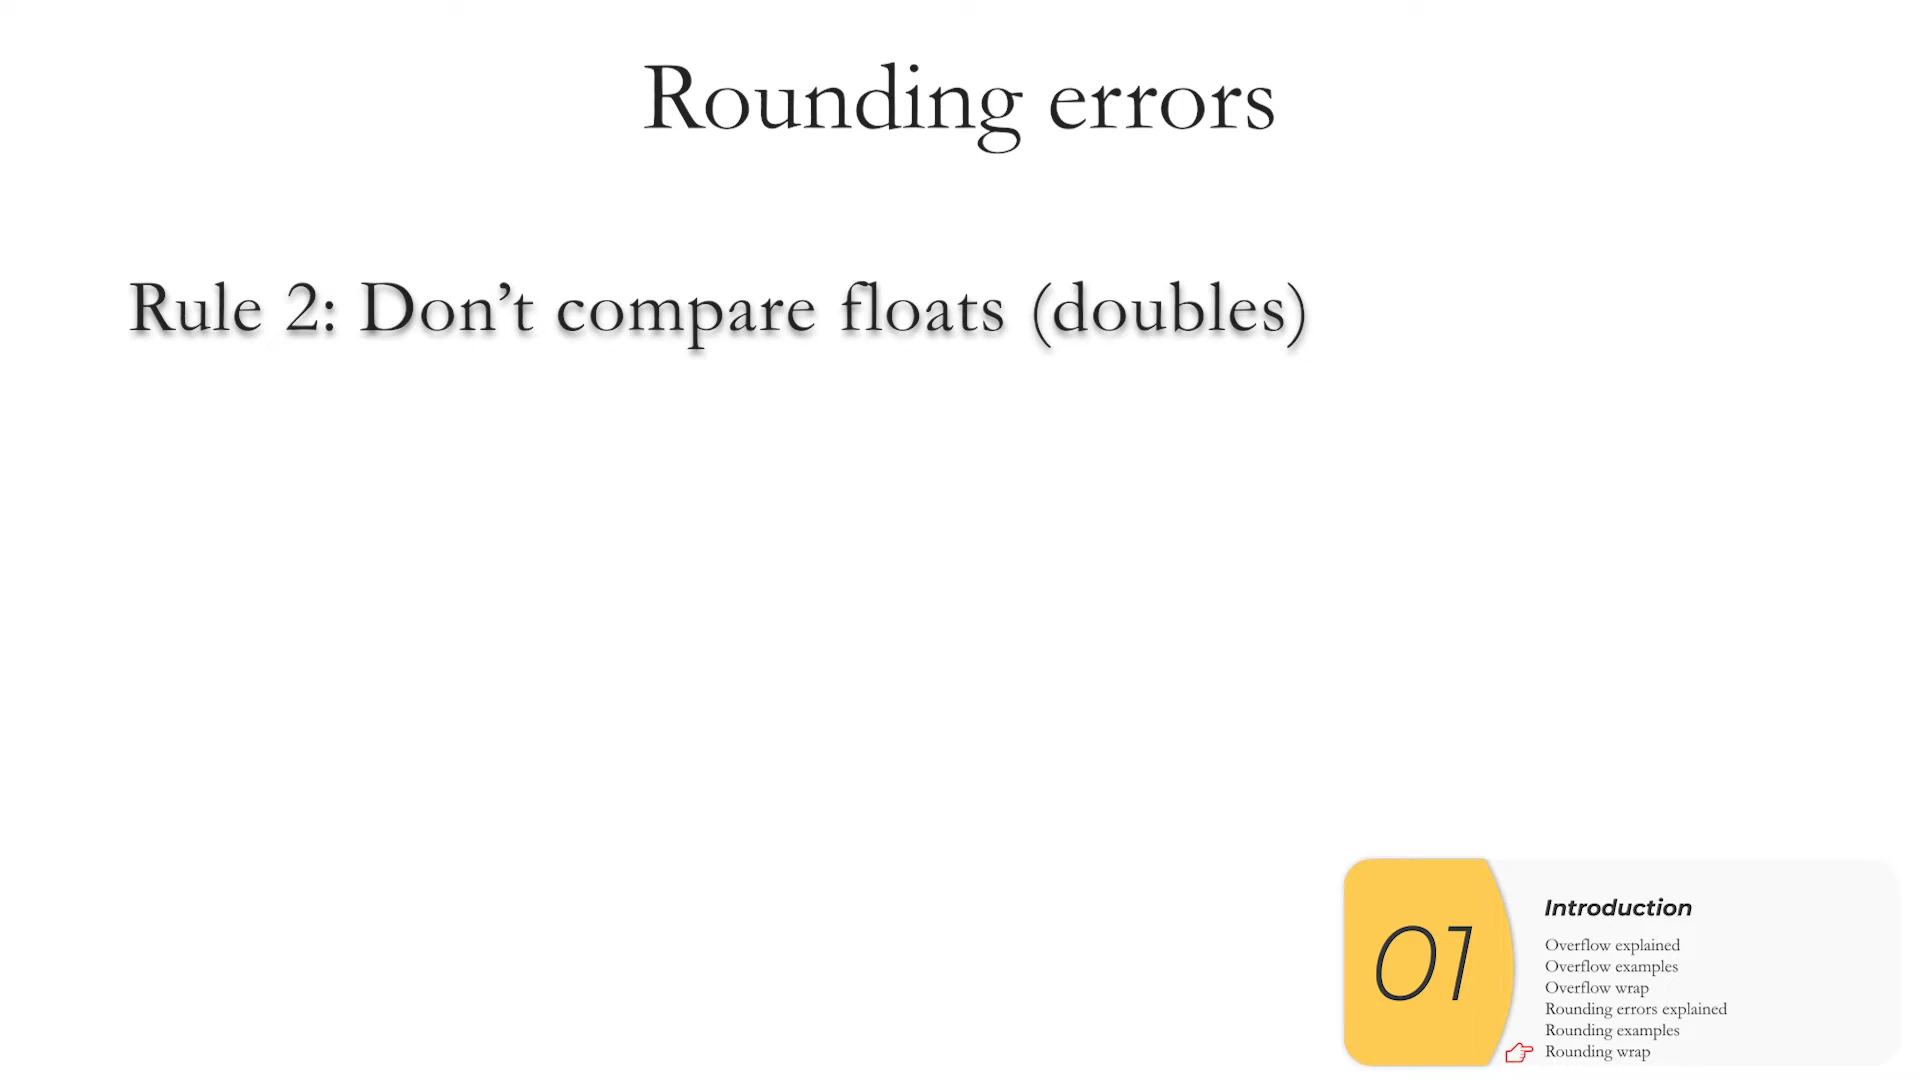 Rounding errors
Rule 2: Don’t compare floats (doubles)
01
Introduction
Overflow explained
Overflow examples
Overflow wrap
Rounding errors explained
Rounding examples
Rounding wrap